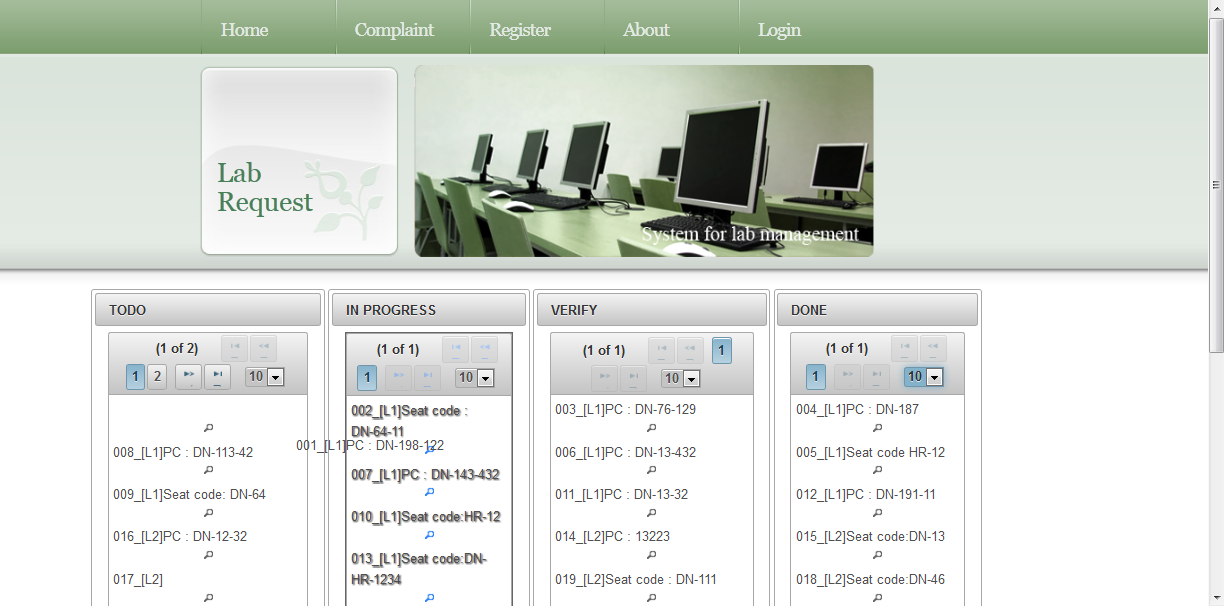 Home
Complaint
Register
About
Login
Lab
Request
System for lab management
TODO
(1 of 2)
1 2 10
008_[L1]PC : DN-113-42
009_[L1]Seat code: DN-64
016_[L2]PC : DN-12-32
017_[L2]
001_[L1]PC : DN-198-122
IN PROGRESS
(1 of 1)
1 10
002_[L1]Seat code :
DN-64-11
007_[L1]PC : DN-143-432
010_[L1]Seat code:HR-12
013_[L1]Seat code:DN-
HR-1234
VERIFY
(1 of 1) 1
10
003_[L1]PC : DN-76-129
006_[L1]PC : DN-13-432
011_[L1]PC : DN-13-32
014_[L2]PC : 13223
019_[L2]Seat code : DN-111
DONE
(1 of 1)
1 10
004_[L1]PC : DN-187
005_[L1]Seat code HR-12
012_[L1]PC : DN-191-11
015_[L2]Seat code:DN-13
018_[L2]Seat code:DN-46